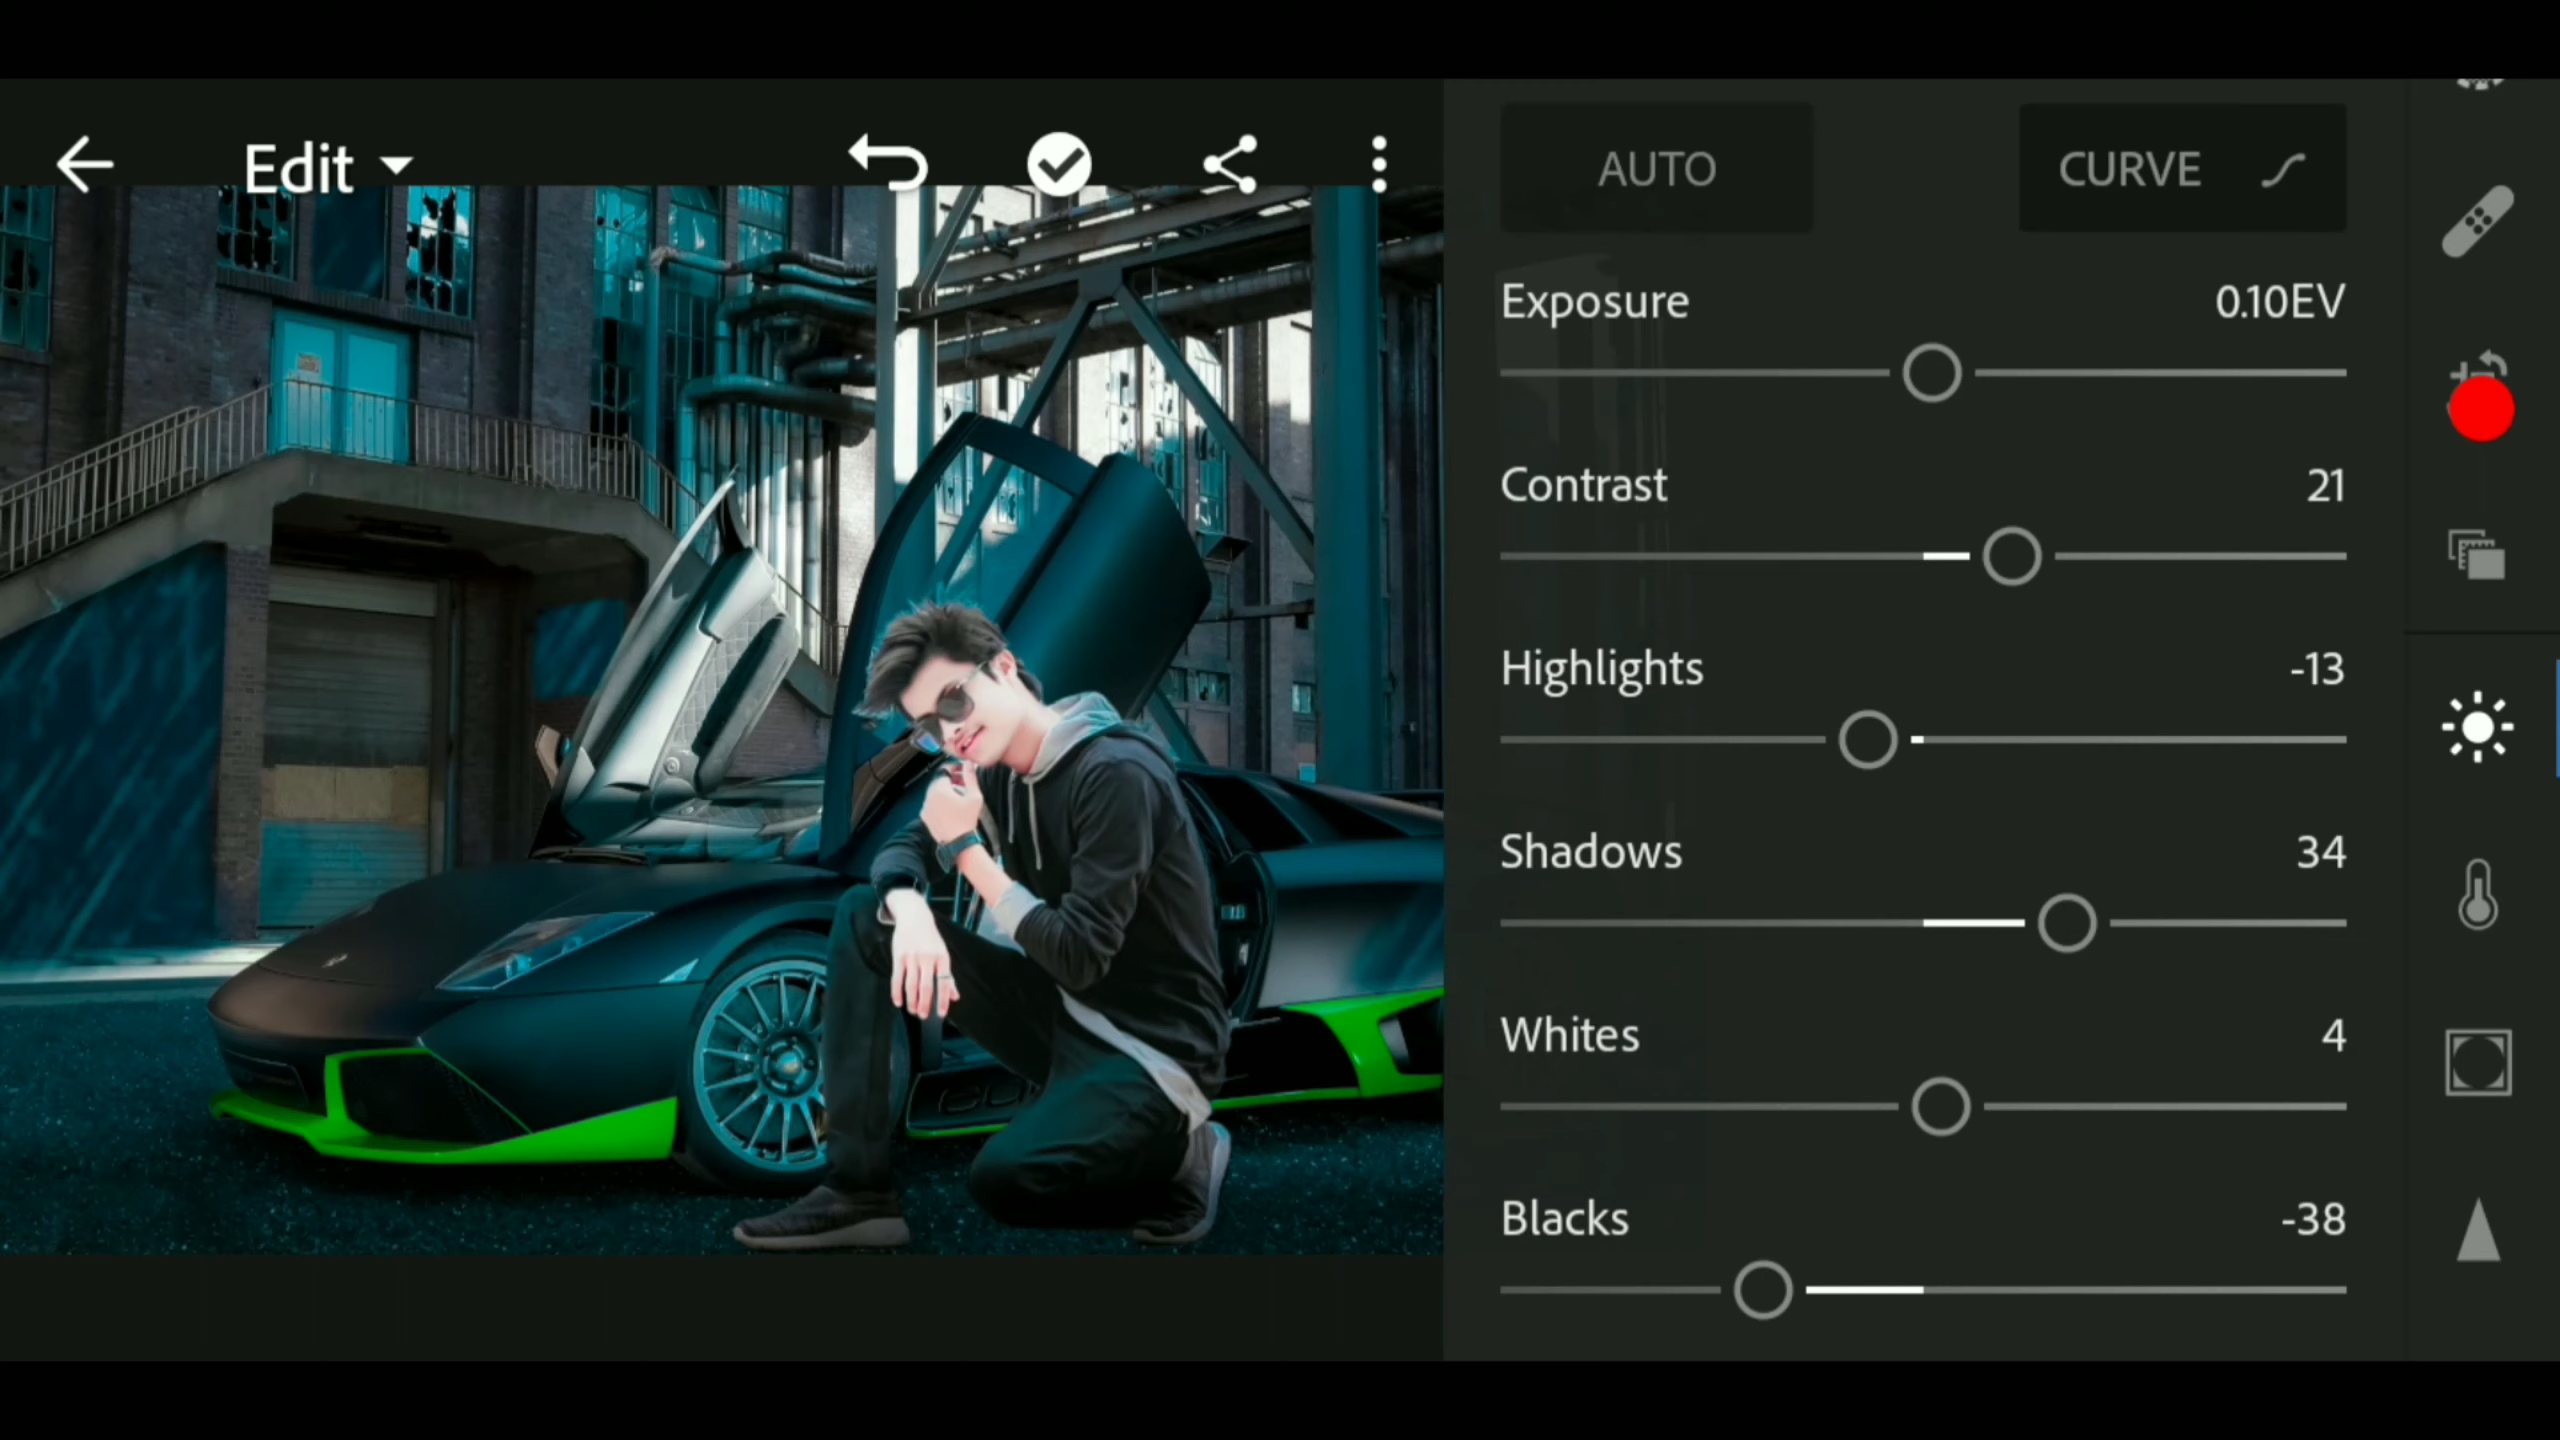 Edit
AUTO
CURVE
Exposure 0.10EV
Contrast 21
Highlights -13
Shadows 34
Whites 4
Blacks -38